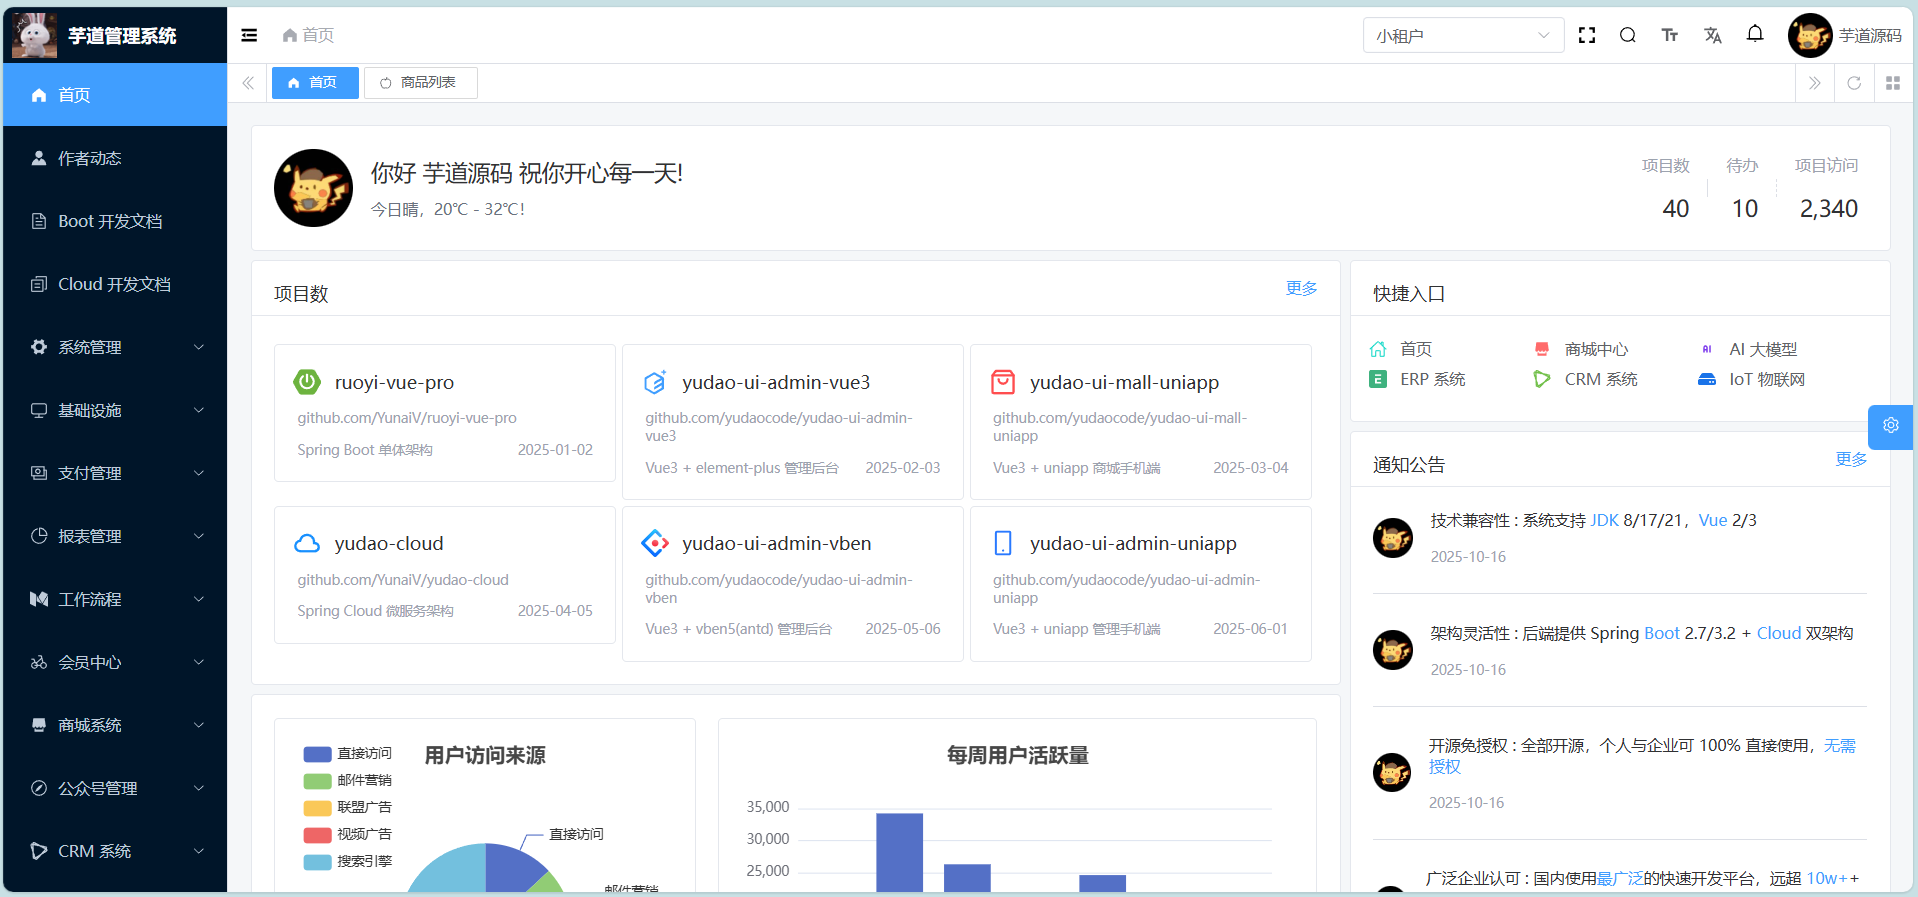 芋道管理系统
首页
小租户
芋道源码
首页
商品列表
首页
作者动态
Boot 开发文档
Cloud 开发文档
系统管理
基础设施
支付管理
报表管理
工作流程
会员中心
商城系统
公众号管理
CRM 系统
你好 芋道源码 祝你开心每一天!
今日晴，20℃ - 32℃!
项目数
待办
项目访问
40
10
2,340
项目数
更多
ruoyi-vue-pro
github.com/YunaiV/ruoyi-vue-pro
Spring Boot 单体架构
2025-01-02
yudao-ui-admin-vue3
github.com/yudaocode/yudao-ui-admin-
vue3
Vue3 + element-plus 管理后台
2025-02-03
yudao-ui-mall-uniapp
github.com/yudaocode/yudao-ui-mall-
uniapp
Vue3 + uniapp 商城手机端
2025-03-04
yudao-cloud
github.com/YunaiV/yudao-cloud
Spring Cloud 微服务架构
2025-04-05
yudao-ui-admin-vben
github.com/yudaocode/yudao-ui-admin-
vben
Vue3 + vben5(antd) 管理后台
2025-05-06
yudao-ui-admin-uniapp
github.com/yudaocode/yudao-ui-admin-
uniapp
Vue3 + uniapp 管理手机端
2025-06-01
用户访问来源
直接访问
邮件营销
联盟广告
视频广告
搜索引擎
直接访问
邮件营销
每周用户活跃量
35,000
30,000
25,000
快捷入口
首页
商城中心
AI
AI 大模型
E
ERP 系统
CRM 系统
IoT 物联网
通知公告
更多
技术兼容性 : 系统支持 JDK 8/17/21，Vue 2/3
2025-10-16
架构灵活性 : 后端提供 Spring Boot 2.7/3.2 + Cloud 双架构
2025-10-16
开源免授权 : 全部开源，个人与企业可 100% 直接使用，无需
授权
2025-10-16
广泛企业认可 : 国内使用最广泛的快速开发平台，远超 10w++